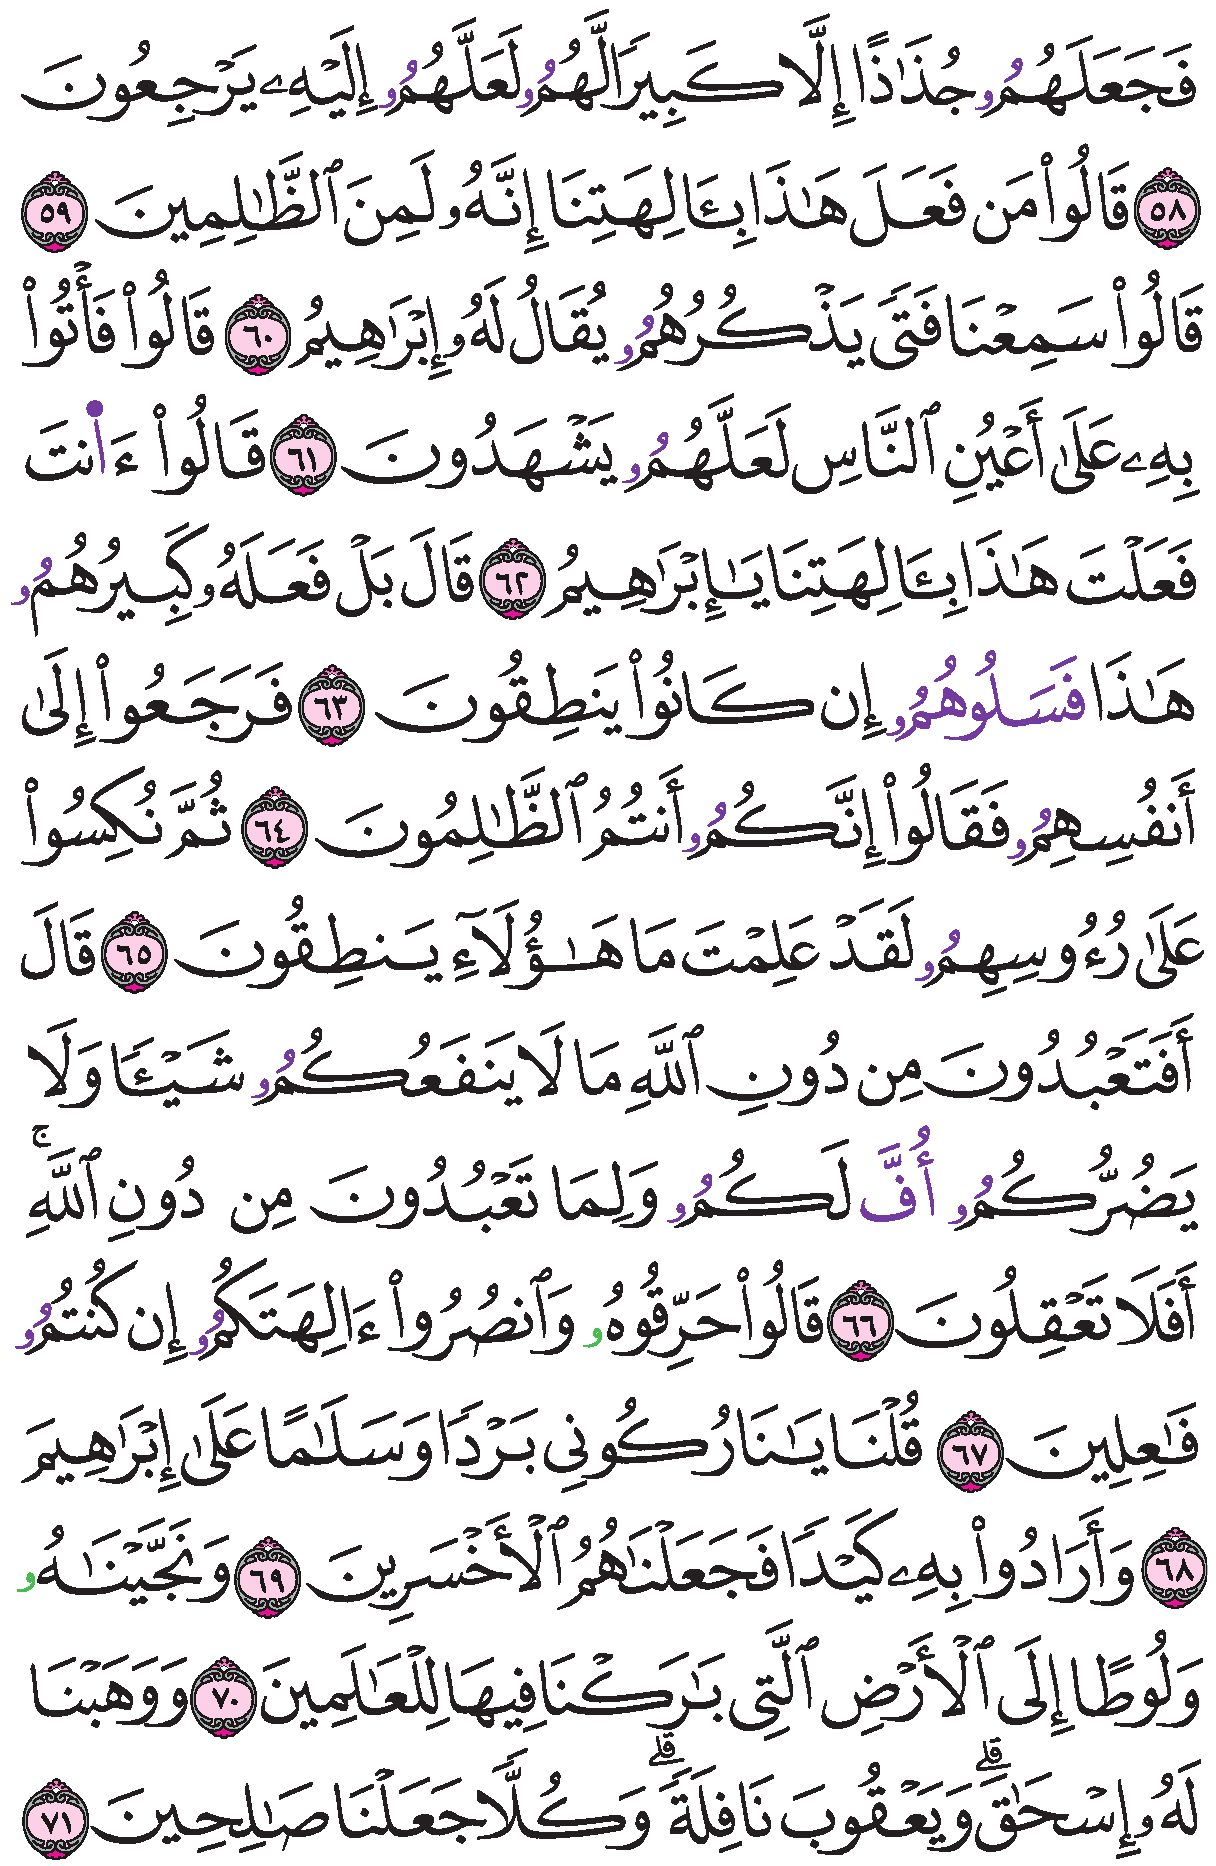 فَجَعَلَهُمُۥ جُذَٰذًا إِلَّا كَبِيرٗا لَّهُمُۥ لَعَلَّهُمُۥ إِلَيۡهِۦ يَرۡجِعُونَ
٥٨ قَالُواْ مَن فَعَلَ هَٰذَا بِـَٔالِهَتِنَا إِنَّهُۥ لَمِنَ ٱلظَّٰلِمِينَ ٥٩
قَالُواْ سَمِعۡنَا فَتٗى يَذۡكُرُهُمُۥ يُقَالُ لَهُۥ إِبۡرَٰهِيمُ ٦٠ قَالُواْ فَأۡتُواْ
بِهِۦ عَلَىٰ أَعۡيُنِ ٱلنَّاسِ لَعَلَّهُمُۥ يَشۡهَدُونَ ٦١ قَالُواْ ءَا۬نتَ
فَعَلۡتَ هَٰذَا بِـَٔالِهَتِنَا يَٰإِبۡرَٰهِيمُ ٦٢ قَالَ بَلۡ فَعَلَهُۥ كَبِيرُهُمُۥ
هَٰذَا فَسَلُوهُمُۥ إِن كَانُواْ يَنطِقُونَ ٦٣ فَرَجَعُواْ إِلَىٰ
أَنفُسِهِمُۥ فَقَالُواْ إِنَّكُمُۥ أَنتُمُ ٱلظَّٰلِمُونَ ٦٤ ثُمَّ نُكِسُواْ
عَلَىٰ رُءُوسِهِمُۥ لَقَدۡ عَلِمۡتَ مَا هَٰؤُلَآءِ يَنطِقُونَ ٦٥ قَالَ
أَفَتَعۡبُدُونَ مِن دُونِ ٱللَّهِ مَا لَا يَنفَعُكُمُۥ شَيۡـٔٗا وَلَا
يَضُرُّكُمُۥ أُفَّ لَكُمُۥ وَلِمَا تَعۡبُدُونَ مِن دُونِ ٱللَّهِۚ
أَفَلَا تَعۡقِلُونَ ٦٦ قَالُواْ حَرِّقُوهُۥ وَٱنصُرُواْ ءَالِهَتَكُمُۥ إِن كُنتُمُۥ
فَٰعِلِينَ ٦٧ قُلۡنَا يَٰنَارُ كُونِي بَرۡدٗا وَسَلَٰمًا عَلَىٰ إِبۡرَٰهِيمَ
٦٨ وَأَرَادُواْ بِهِۦ كَيۡدٗا فَجَعَلۡنَٰهُمُ ٱلۡأَخۡسَرِينَ ٦٩ وَنَجَّيۡنَٰهُۥ
وَلُوطًا إِلَى ٱلۡأَرۡضِ ٱلَّتِي بَٰرَكۡنَا فِيهَا لِلۡعَٰلَمِينَ ٧٠ وَوَهَبۡنَا
لَهُۥ إِسۡحَٰقَۖ وَيَعۡقُوبَ نَافِلَةٗۖ وَكُلّٗا جَعَلۡنَا صَٰلِحِينَ ٧١